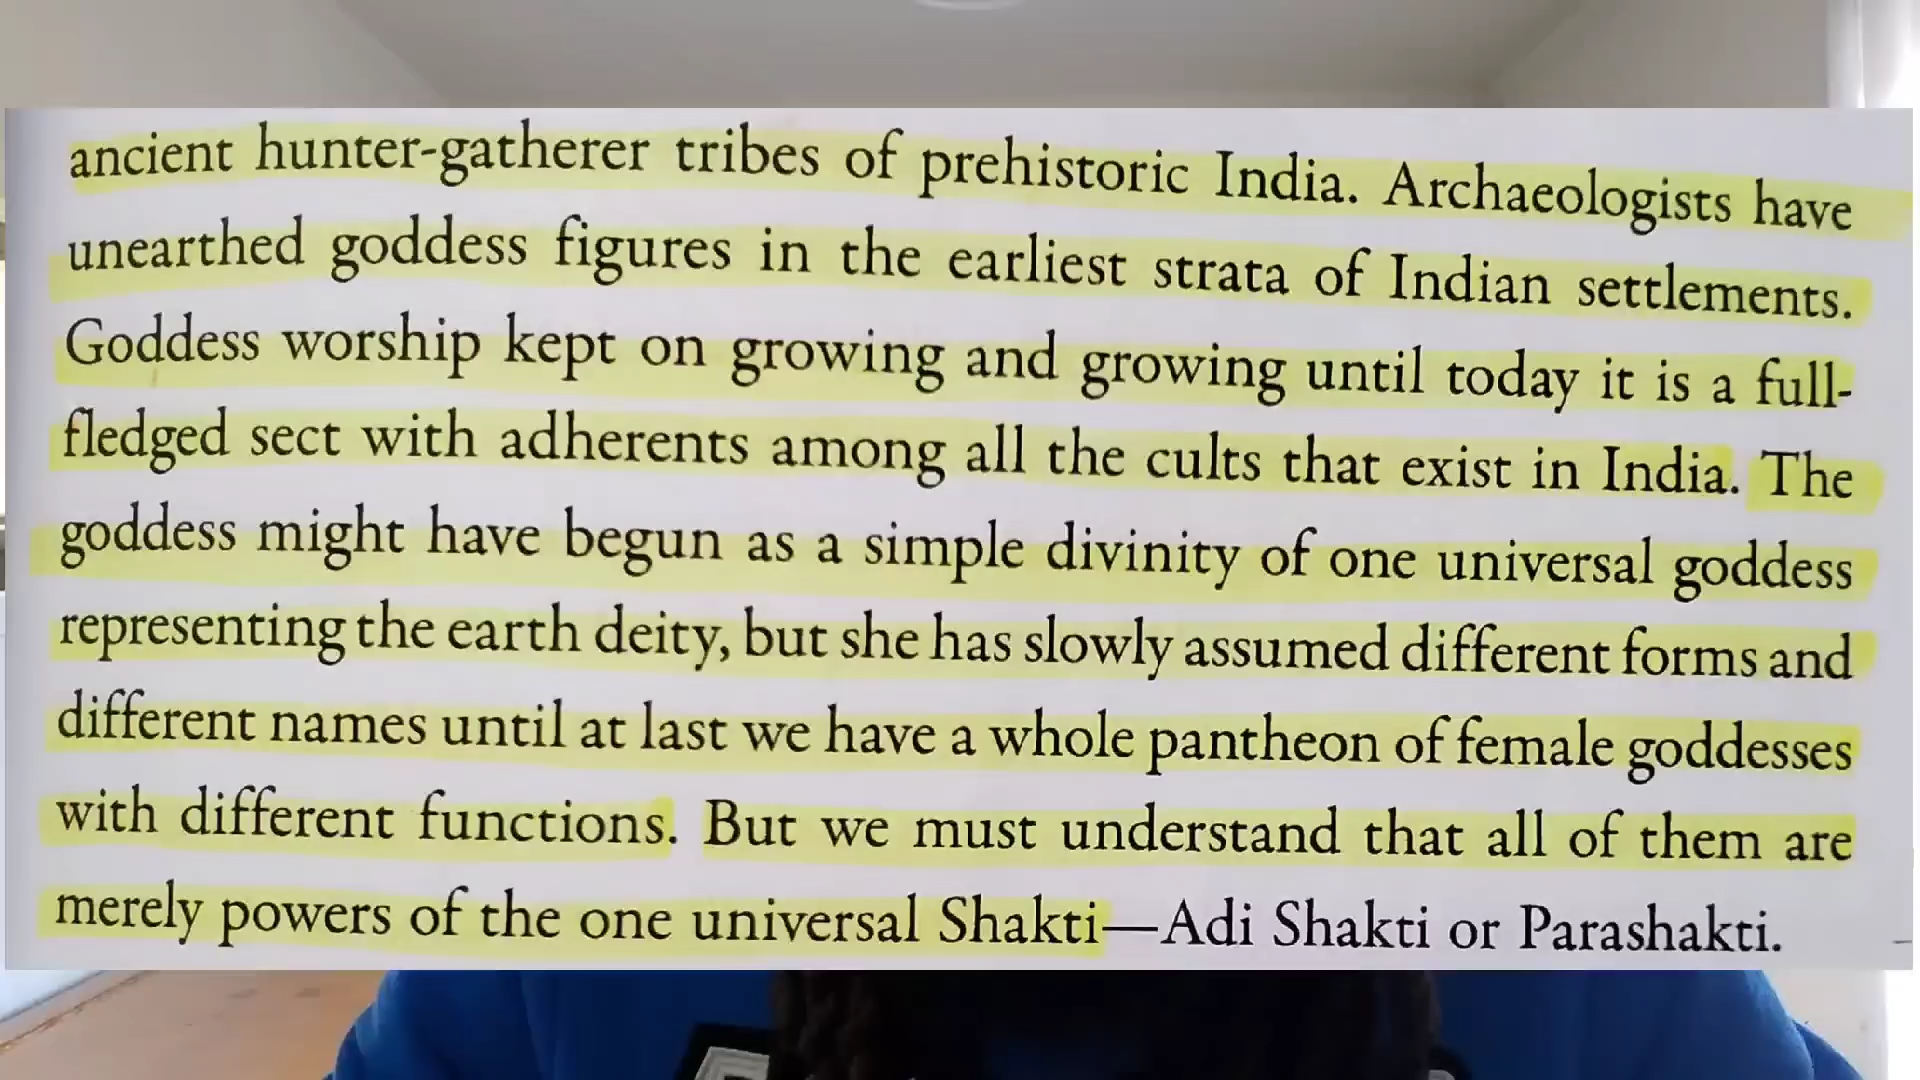 ancient hunter-gatherer tribes of prehistoric India. Archaeologists have
unearthed goddess figures in the earliest strata of Indian settlements.
Goddess worship kept on growing and growing until today it is a full-
fledged sect with adherents among all the cults that exist in India. The
goddess might have begun as a simple divinity of one universal goddess
representing the earth deity, but she has slowly assumed different forms and
different names until at last we have a whole pantheon of female goddesses
with different functions. But we must understand that all of them are
merely powers of the one universal Shakti—Adi Shakti or Parashakti.